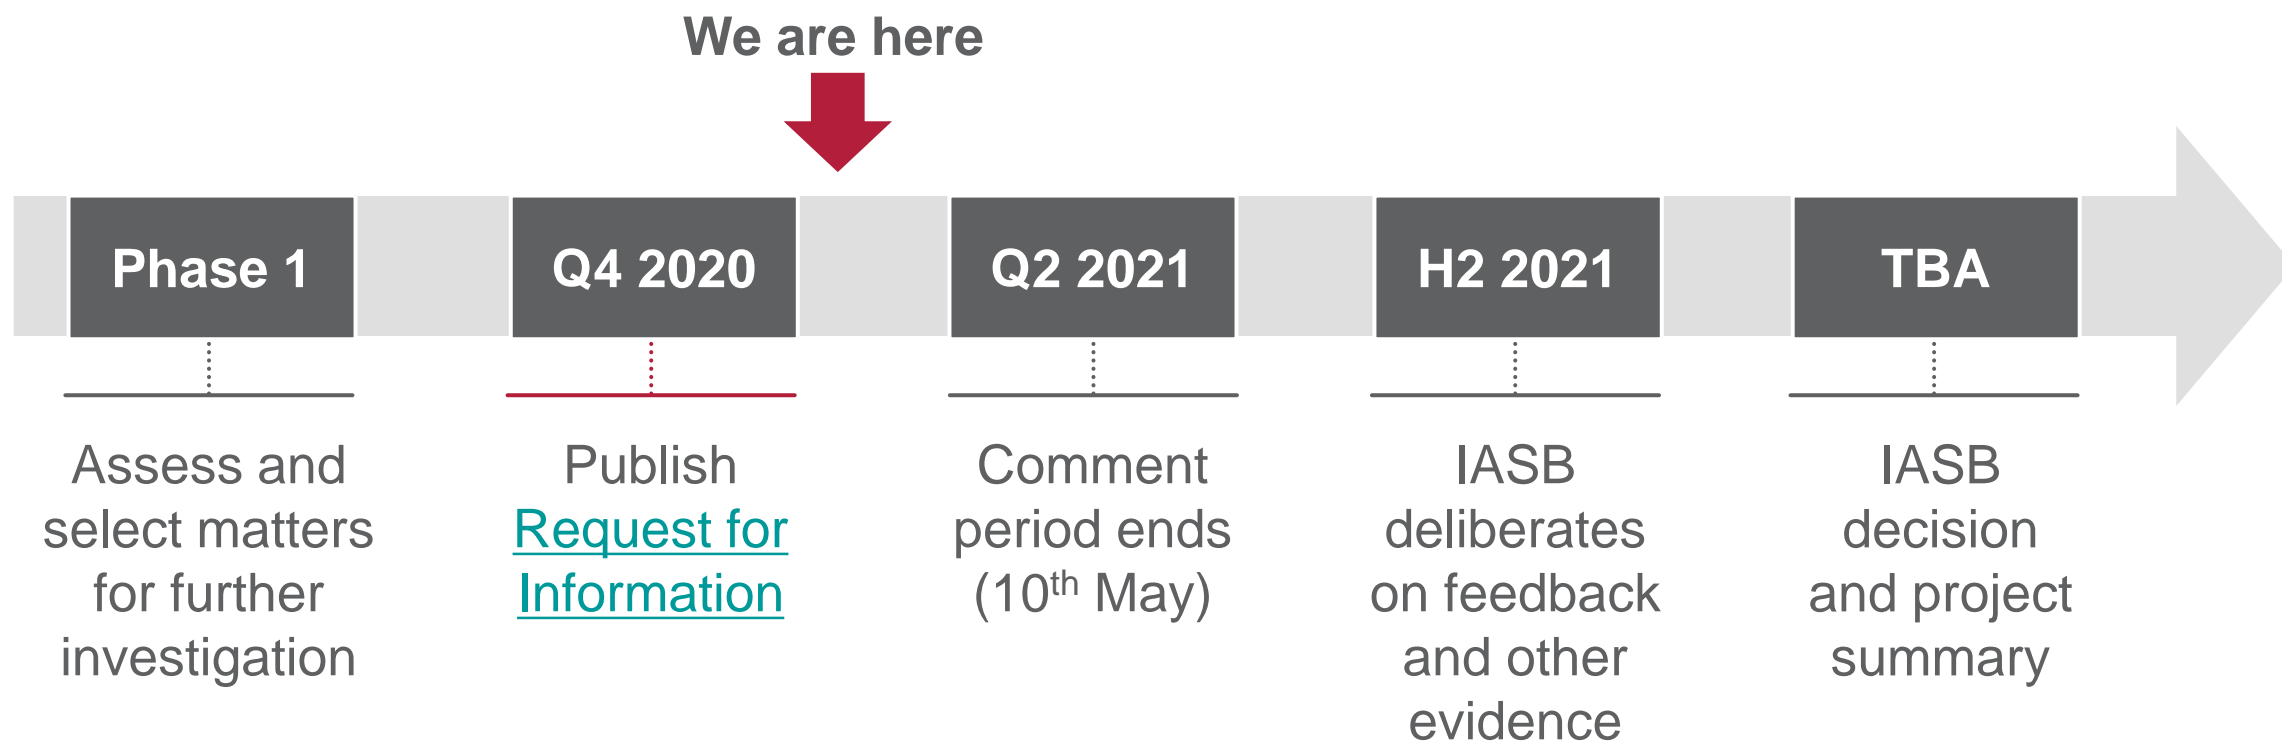 We are here
Phase 1
Q4 2020
Q2 2021
H2 2021
TBA
Assess and
select matters
for further
investigation
Publish
Request for
Information
Comment
period ends
(10th May)
IASB
deliberates
on feedback
and other
evidence
IASB
decision
and project
summary